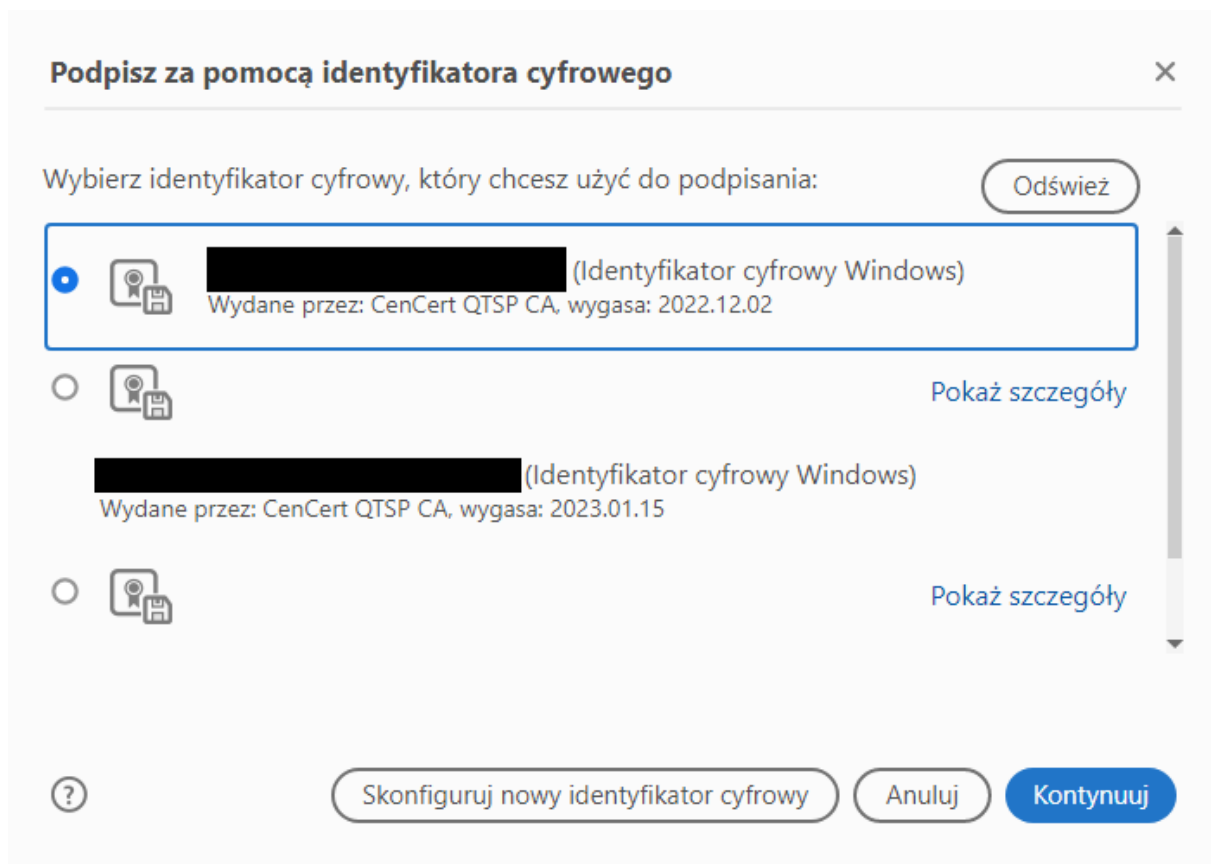 Podpisz za pomocą identyfikatora cyfrowego
Wybierz identyfikator cyfrowy, który chcesz użyć do podpisania:
Odśwież
(Identyfikator cyfrowy Windows)
Wydane przez: CenCert QTSP CA, wygasa: 2022.12.02
Pokaż szczegóły
(Identyfikator cyfrowy Windows)
Wydane przez: CenCert QTSP CA, wygasa: 2023.01.15
Pokaż szczegóły
?
Skonfiguruj nowy identyfikator cyfrowy
Anuluj
Kontynuuj